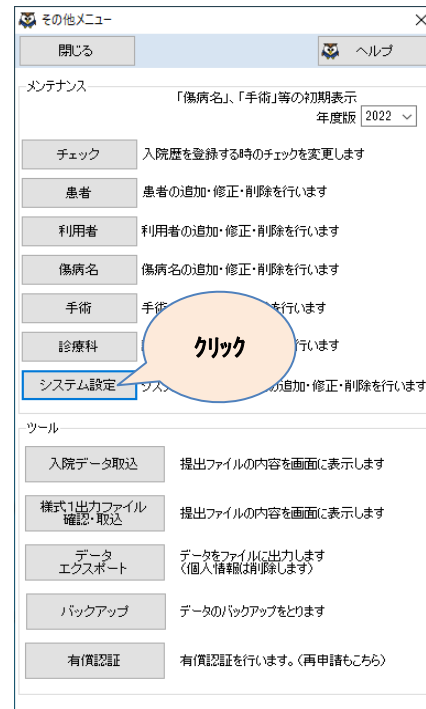 その他メニュー
閉じる
ヘルプ
メンテナンス
「傷病名」、「手術」等の初期表示
年度版 2022
チェック 入院歴を登録する時のチェックを変更します
患者 患者の追加・修正・削除を行います
利用者 利用者の追加・修正・削除を行います
傷病名 傷病名の追加・修正・削除を行います
手術 手術 を行います
診療科 行います
クリック
システム設定 シス の追加・修正・削除を行います
ツール
入院データ取込 提出ファイルの内容を画面に表示します
様式1出力ファイル
確認・取込 提出ファイルの内容を画面に表示します
データ
エクスポート
データをファイルに出力します
（個人情報は削除します）
バックアップ データのバックアップをとります
有償認証 有償認証を行います。（再申請もこちら）